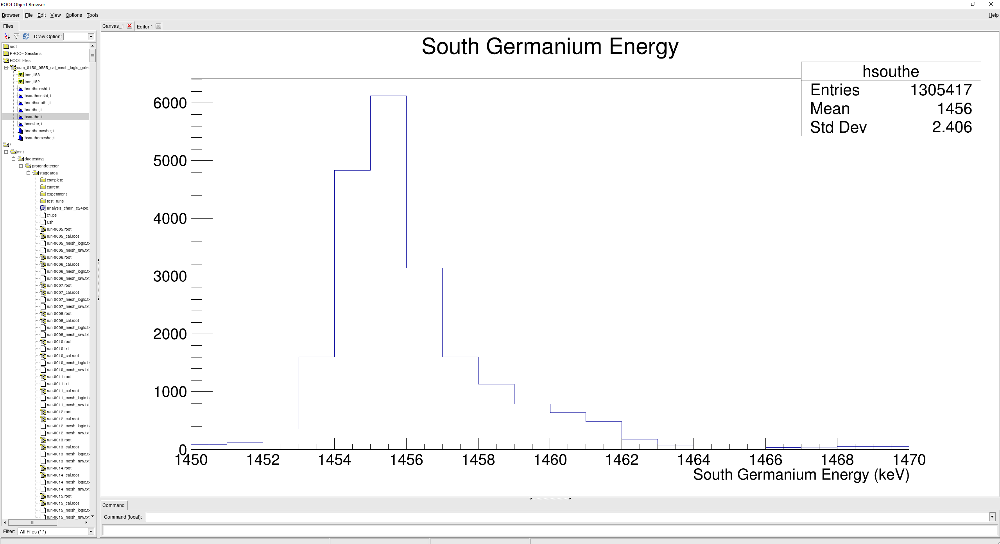 ROOT Object Browser
Browser File Edit View Options Tools Help
Files
Draw Option:
root
PROOF Sessions
ROOT Files
sum_0150_0555_cal_mesh_logic_gate.
tree;153
tree;152
hnorthmesht;1
hsouthmesht;1
hnorthsoutht;1
hnorthe;1
hsouthe;1
hmeshe;1
hnorthemeshe;1
hsouthemeshe;1
/
mnt
daqtesting
protondetector
stagearea
complete
current
experiment
test_runs
analysis_chain_e24joe.
c1.ps
r.sh
run-0005.root
run-0005_cal.root
run-0005_mesh_logic.tx
run-0005_mesh_raw.txt
run-0006.root
run-0006_cal.root
run-0006_mesh_logic.tx
run-0006_mesh_raw.txt
run-0007.root
run-0007_cal.root
run-0007_mesh_logic.tx
run-0007_mesh_raw.txt
run-0008.root
run-0008_cal.root
run-0008_mesh_logic.tx
run-0008_mesh_raw.txt
run-0010.root
run-0010.txt
run-0010_cal.root
run-0010_mesh_logic.tx
run-0010_mesh_raw.txt
run-0011.root
run-0011.txt
run-0011_cal.root
run-0011_mesh_logic.tx
run-0011_mesh_raw.txt
run-0012.root
run-0012_cal.root
run-0012_mesh_logic.tx
run-0012_mesh_raw.txt
run-0013.root
run-0013_cal.root
run-0013_mesh_logic.tx
run-0013_mesh_raw.txt
run-0014.root
run-0014_cal.root
run-0014_mesh_logic.tx
run-0014_mesh_raw.txt
run-0015.root
run-0015_cal.root
run-0015_mesh_logic.tx
run-0015_mesh_raw.txt
Filter: All Files (*.*)
Canvas_1 Editor 1
South Germanium Energy
hsouthe
Entries 1305417
Mean 1456
Std Dev 2.406
6000
5000
4000
3000
2000
1000
0
1450 1452 1454 1456 1458 1460 1462 1464 1466 1468 1470
South Germanium Energy (keV)
Command
Command (local):